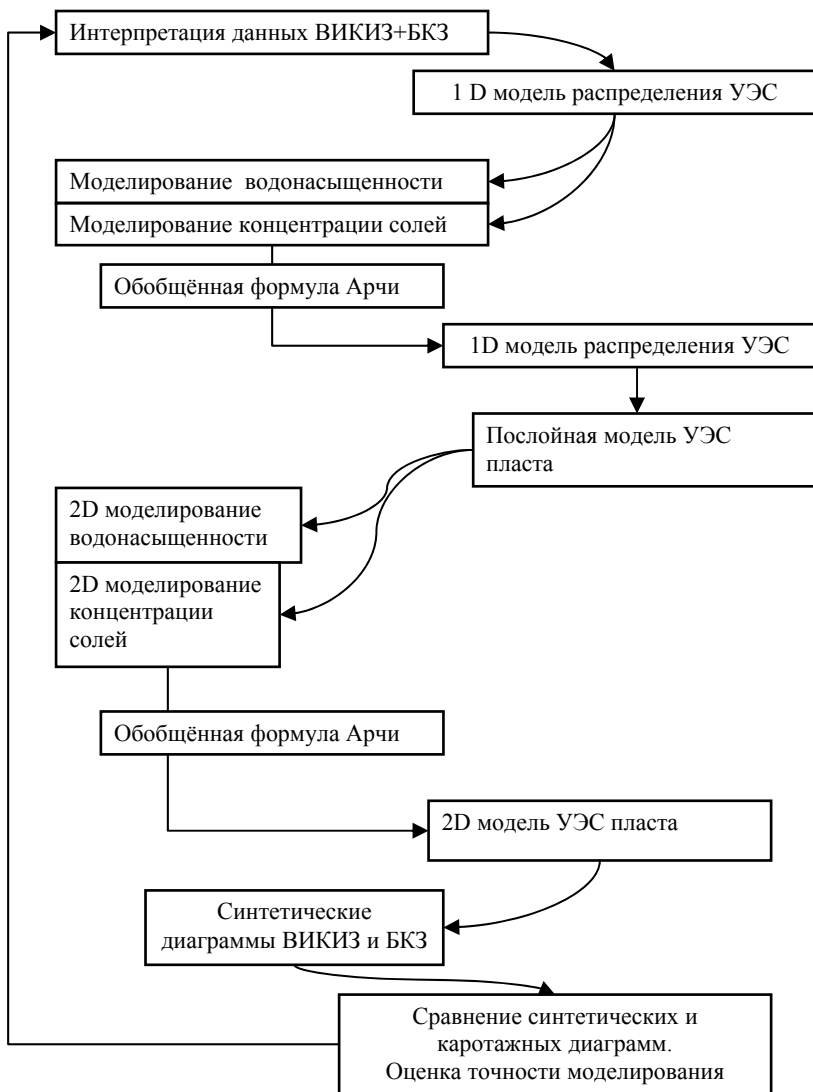 Интерпретация данных ВИКИЗ+БКЗ
1 D модель распределения УЭС
Моделирование  водонасыщенности
Моделирование концентрации солей
Обобщённая формула Арчи
1D модель распределения УЭС
Послойная модель УЭС
пласта
2D моделирование
водонасыщенности
2D моделирование
концентрации
солей
Обобщённая формула Арчи
2D модель УЭС пласта
Синтетические
диаграммы ВИКИЗ и БКЗ
Сравнение синтетических и
каротажных диаграмм.
Оценка точности моделирования